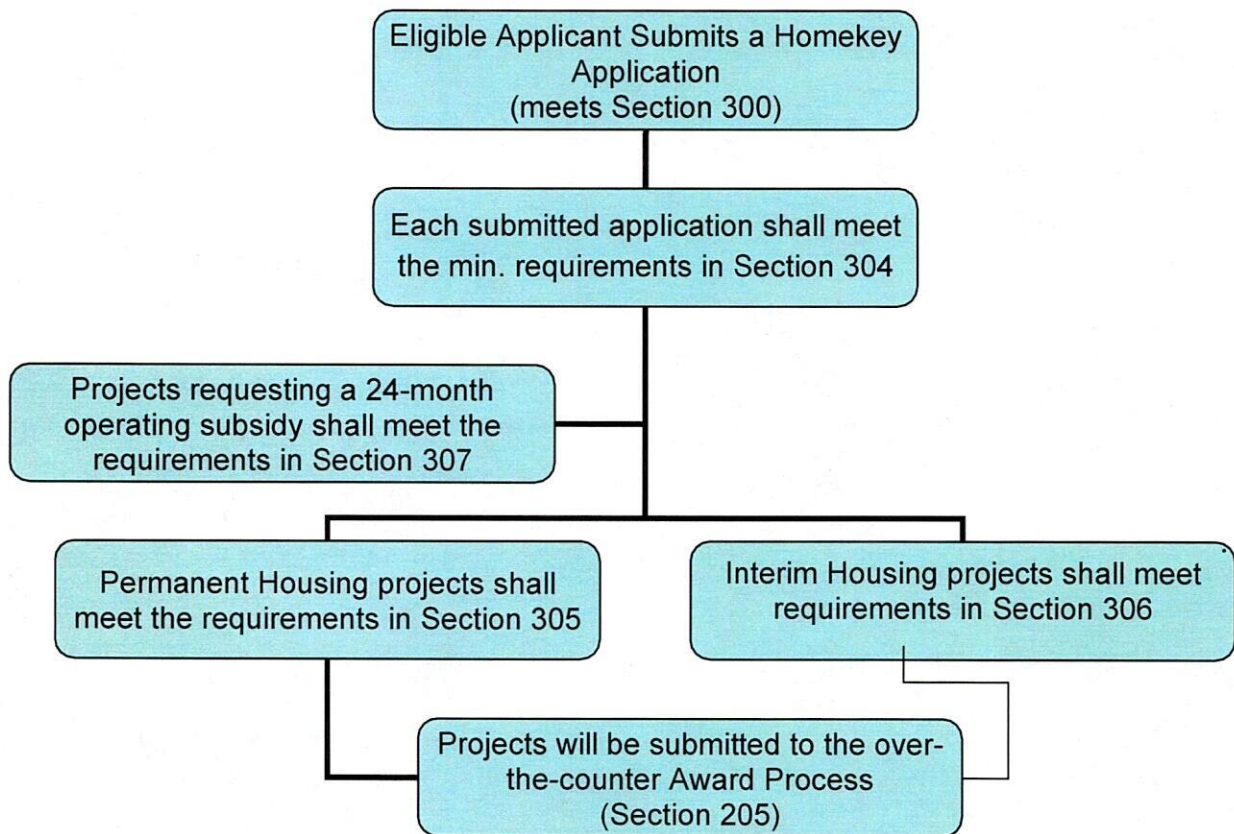 Eligible Applicant Submits a Homekey
Application
(meets Section 300)
Each submitted application shall meet
the min. requirements in Section 304
Projects requesting a 24-month
operating subsidy shall meet the
requirements in Section 307
Permanent Housing projects shall
meet the requirements in Section 305
Interim Housing projects shall meet
requirements in Section 306
Projects will be submitted to the over-
the-counter Award Process
(Section 205)